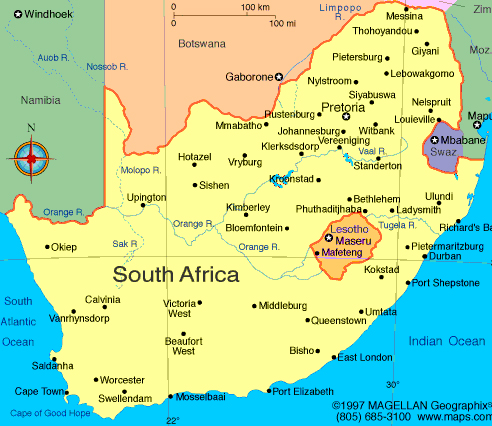 0 100 km
0 100 mi
Limpopo
R.
Windhoek
Botswana
Messina
Zim
Thohoyandou
Giyani
Auob R.
Nossob R.
Pietersburg
Moz.
Gaborone
Lebowakgomo
Nylstroom
Namibia
Siyabuswa
Nelspruit
Rustenburg
Pretoria
Mmabatho
Louieville
Mapu
N
Johannesburg
Witbank
Mbabane
Vereeniging
Klerksdorp
Vaal R.
Swaz.
Hotazel
Vryburg
Standerton
Molopo R.
Sishen
Kroonstad
Upington
Kimberley
Bethlehem
Ulundi
Orange R.
Phuthaditjhaba
Ladysmith
Orange R.
Bloemfontein
Tugela R.
Richard's Ba
Lesotho
Maseru
Okiep
Sak R
Orange R.
Mafeteng
Pietermaritzburg
Durban
South Africa
Kokstad
Port Shepstone
South
Atlantic
Ocean
Calvinia
Victoria
West
Middleburg
Umtata
Vanrhynsdorp
Queenstown
Indian Ocean
Beaufort
West
Bisho
East London
Saldanha
Worcester
Cape Town
Swellendam
Mosselbaai
Port Elizabeth
30°
Cape of Good Hope
22°
©1997 MAGELLAN Geographix®
(805) 685-3100 www.maps.com